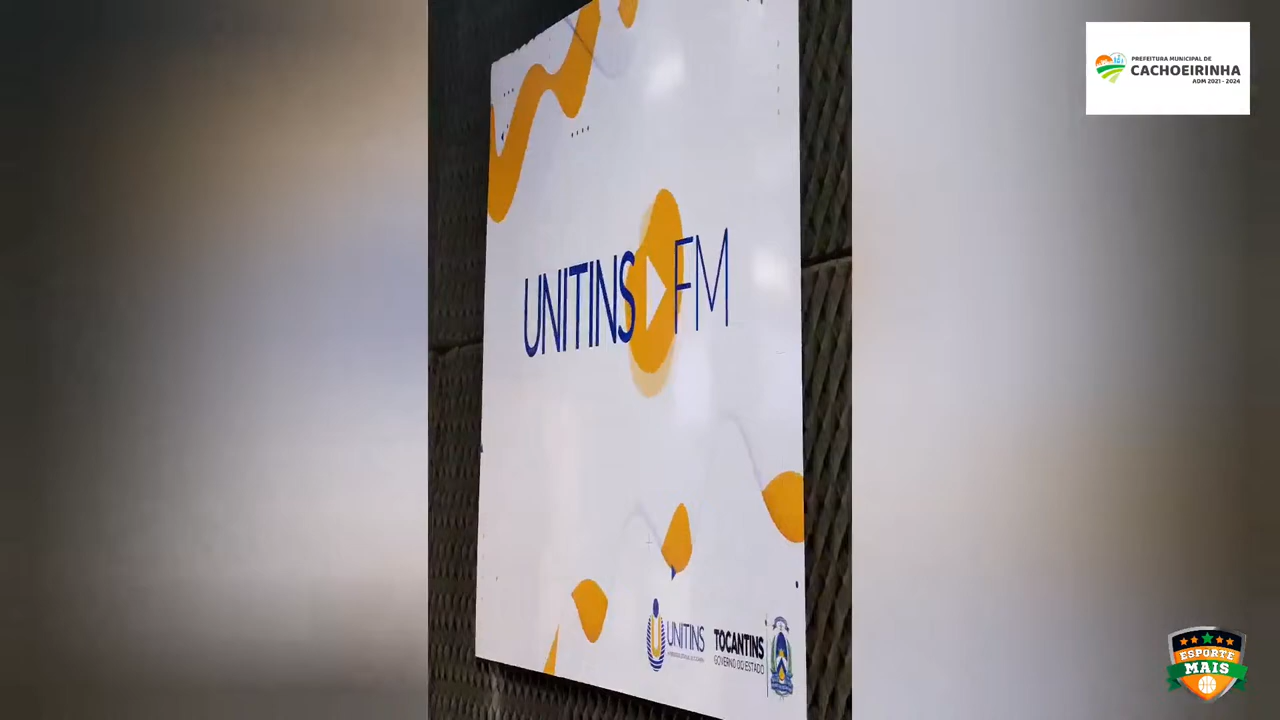 PREFEITURA MUNICIPAL DE
CACHOEIRINHA
ADM 2021 - 2024
UNITINS FM
UNITINS
TOCANTINS
GOVERNO DO ESTADO
ESPORTE
MAIS